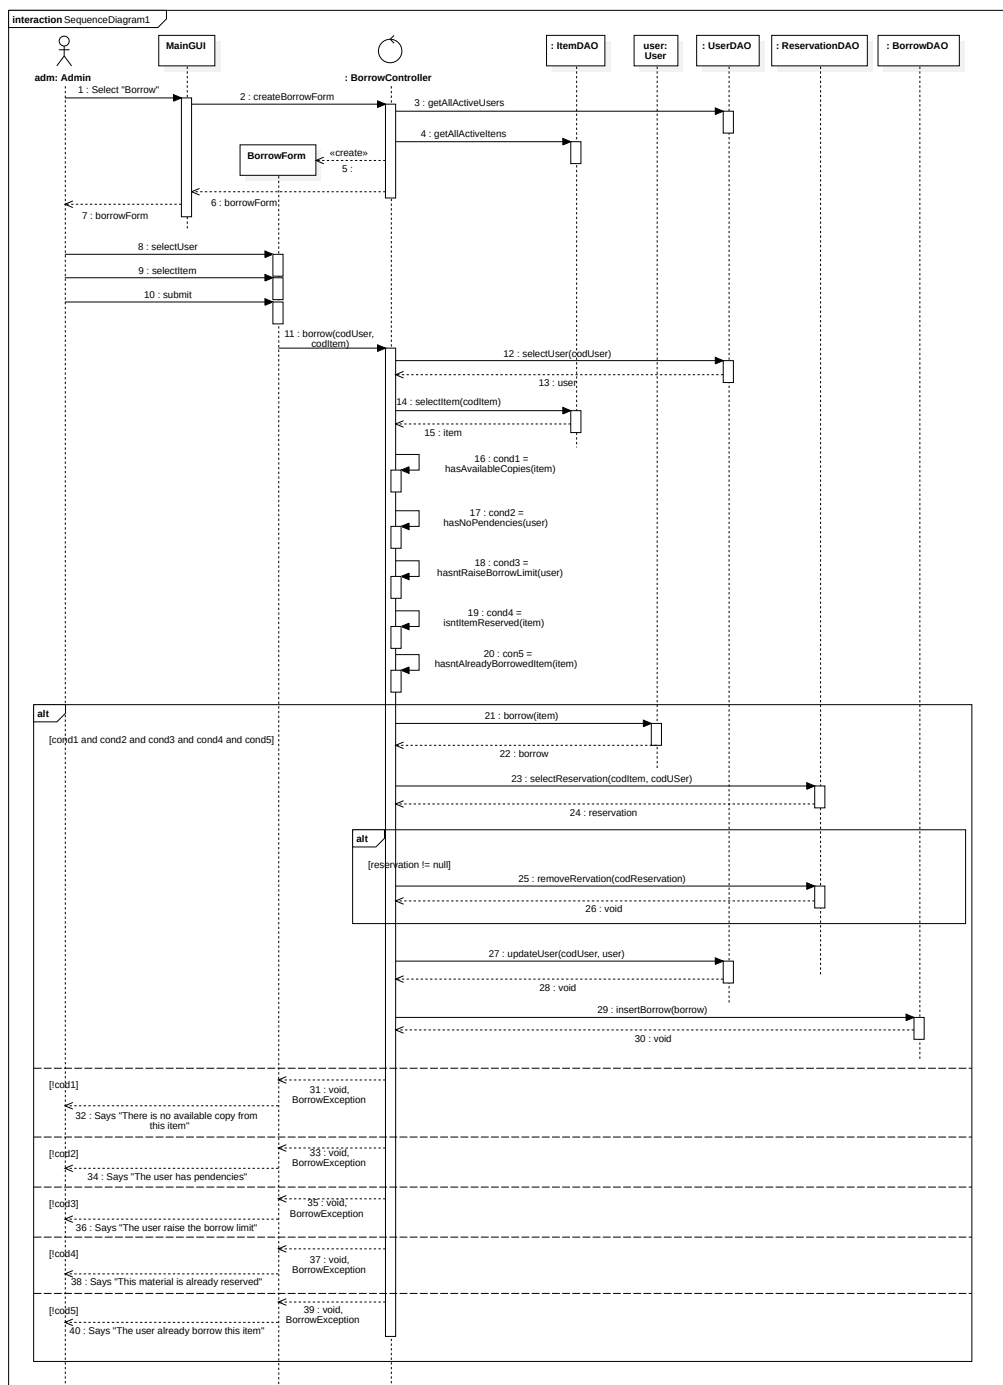 interaction SequenceDiagram1
adm: Admin
MainGUI
: BorrowController
: ItemDAO
user:
User
: UserDAO
: ReservationDAO
: BorrowDAO
1 : Select "Borrow"
2 : createBorrowForm
3 : getAllActiveUsers
4 : getAllActiveItens
BorrowForm
«create»
5 :
6 : borrowForm
7 : borrowForm
8 : selectUser
9 : selectItem
10 : submit
11 : borrow(codUser,
codItem)
12 : selectUser(codUser)
13 : user
14 : selectItem(codItem)
15 : item
16 : cond1 =
hasAvailableCopies(item)
17 : cond2 =
hasNoPendencies(user)
18 : cond3 =
hasntRaiseBorrowLimit(user)
19 : cond4 =
isntItemReserved(item)
20 : con5 =
hasntAlreadyBorrowedItem(item)
alt
[cond1 and cond2 and cond3 and cond4 and cond5]
21 : borrow(item)
22 : borrow
23 : selectReservation(codItem, codUSer)
24 : reservation
alt
[reservation != null]
25 : removeRervation(codReservation)
26 : void
27 : updateUser(codUser, user)
28 : void
29 : insertBorrow(borrow)
30 : void
[!cod1]
31 : void,
BorrowException
32 : Says "There is no available copy from
this item"
[!cod2]
33 : void,
BorrowException
34 : Says "The user has pendencies"
[!cod3]
35 : void,
BorrowException
36 : Says "The user raise the borrow limit"
[!cod4]
37 : void,
BorrowException
38 : Says "This material is already reserved"
[!cod5]
39 : void,
BorrowException
40 : Says "The user already borrow this item"